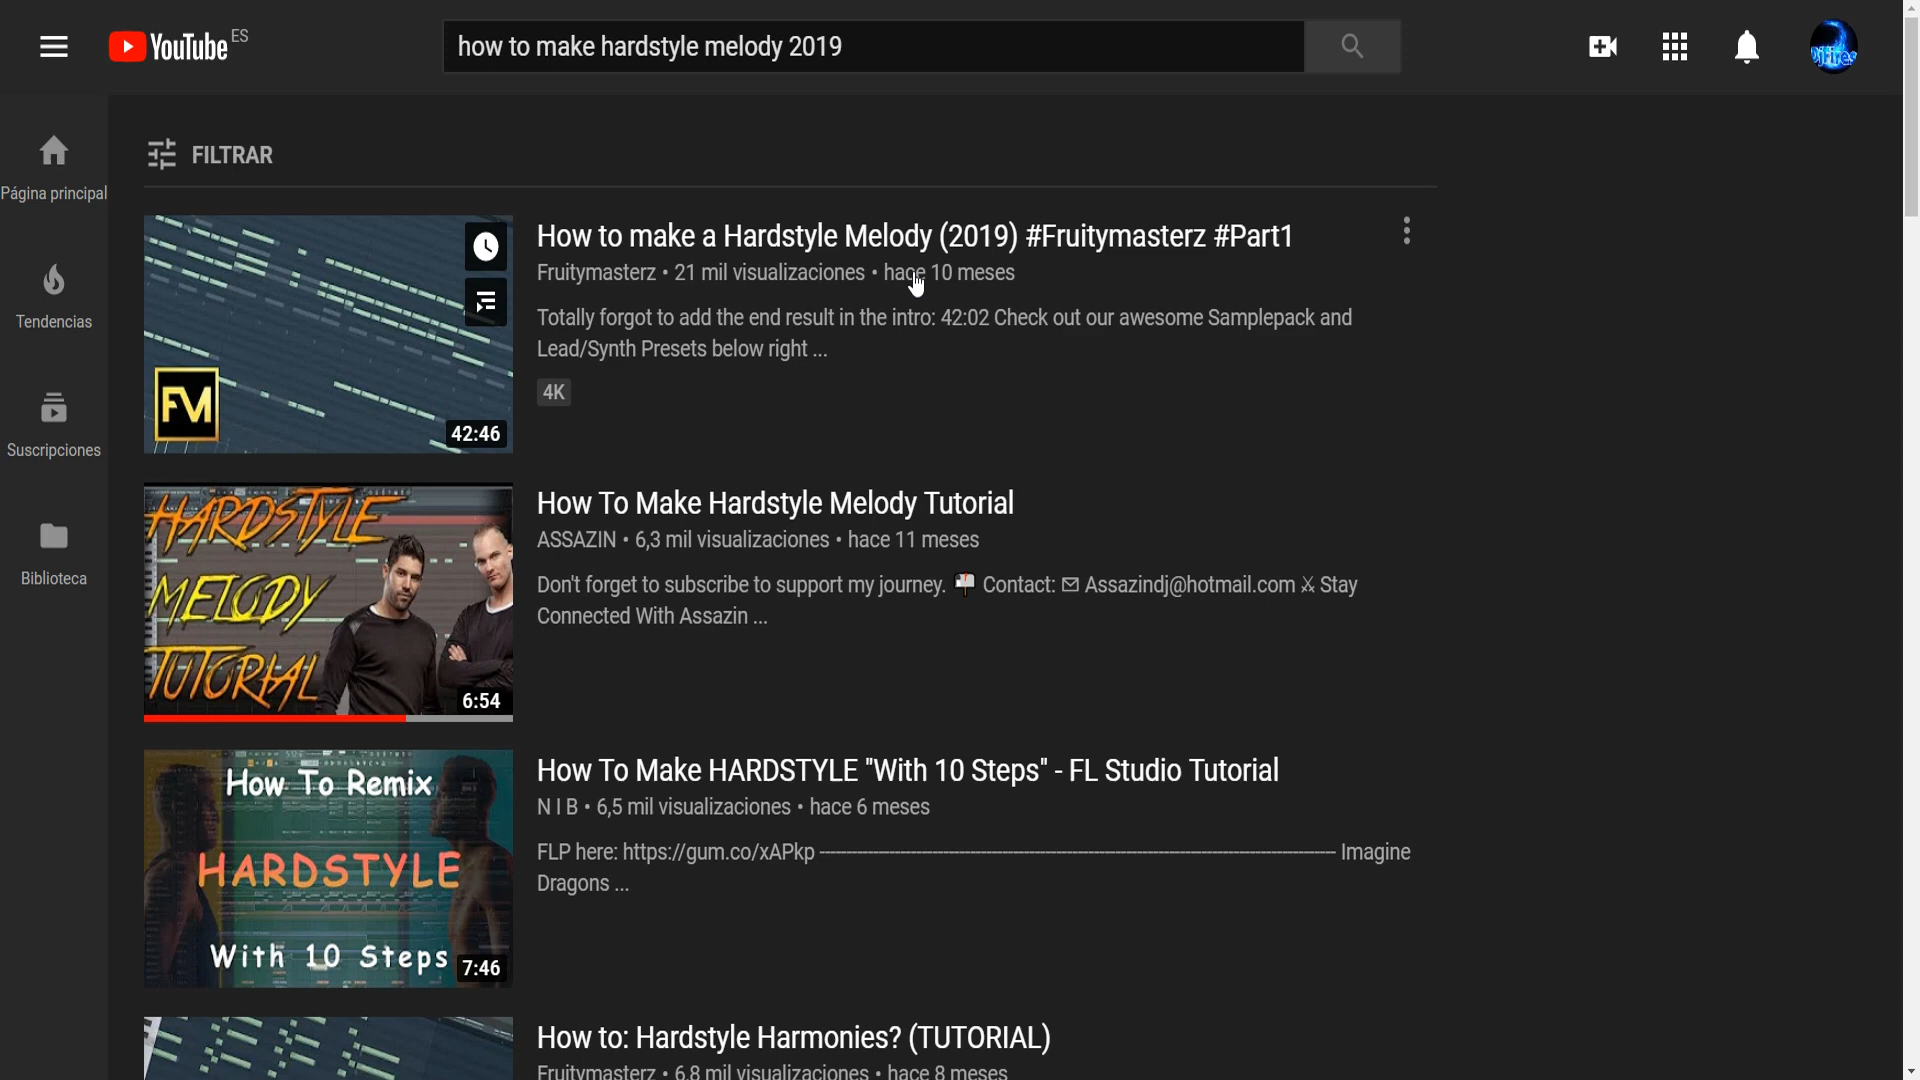 YouTube ES
how to make hardstyle melody 2019
DjFires
Página principal
Tendencias
Suscripciones
Biblioteca
FILTRAR
FM
42:46
How to make a Hardstyle Melody (2019) #Fruitymasterz #Part1
Fruitymasterz • 21 mil visualizaciones • hace 10 meses
Totally forgot to add the end result in the intro: 42:02 Check out our awesome Samplepack and
Lead/Synth Presets below right ...
4K
HARDSTYLE
MELODY
TUTORIAL
6:54
How To Make Hardstyle Melody Tutorial
ASSAZIN • 6,3 mil visualizaciones • hace 11 meses
Don't forget to subscribe to support my journey. 📬 Contact: ✉ Assazindj@hotmail.com ⚔ Stay
Connected With Assazin ...
How To Remix
HARDSTYLE
With 10 Steps
7:46
How To Make HARDSTYLE "With 10 Steps" - FL Studio Tutorial
N I B • 6,5 mil visualizaciones • hace 6 meses
FLP here: https://gum.co/xAPkp ---------------------------------------------------------------------------------- Imagine
Dragons ...
How to: Hardstyle Harmonies? (TUTORIAL)
Fruitymasterz • 6,8 mil visualizaciones • hace 8 meses